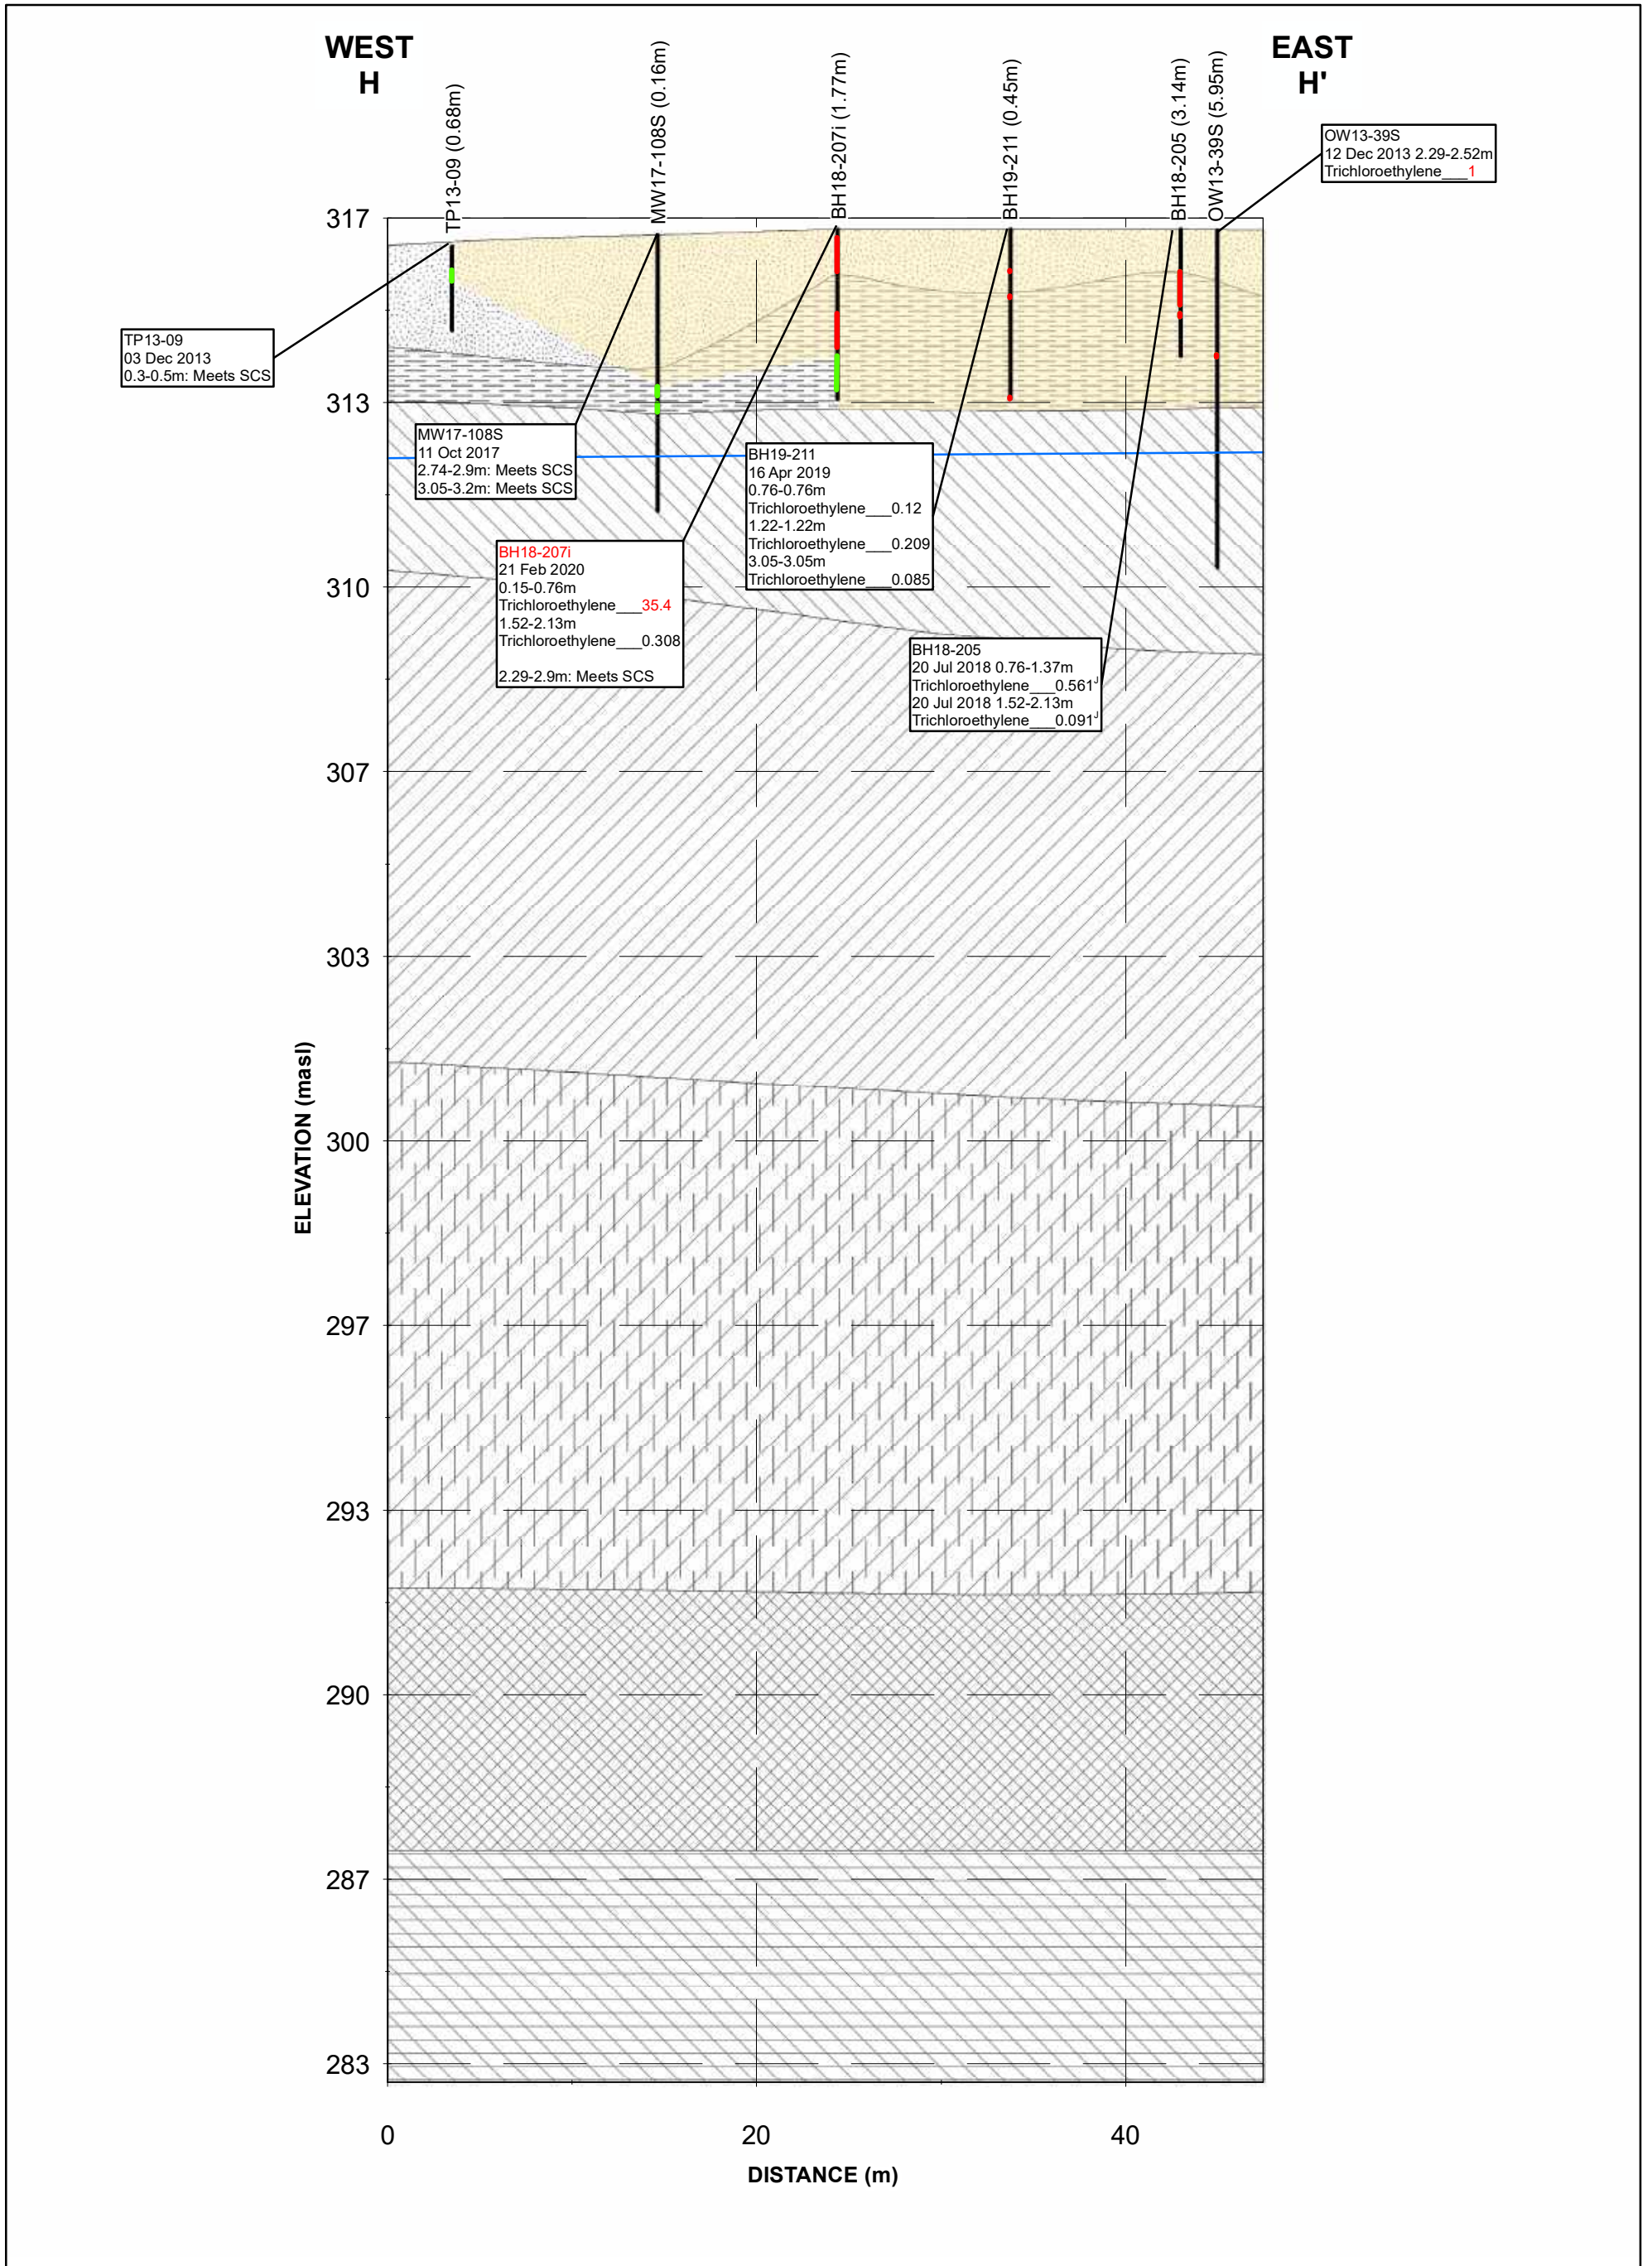 WEST
H
EAST
H'
TP13-09 (0.68m)
MW17-108S (0.16m)
BH18-207i (1.77m)
BH19-211 (0.45m)
BH18-205 (3.14m)
OW13-39S (5.95m)
OW13-39S
12 Dec 2013 2.29-2.52m
Trichloroethylene___1
TP13-09
03 Dec 2013
0.3-0.5m: Meets SCS
MW17-108S
11 Oct 2017
2.74-2.9m: Meets SCS
3.05-3.2m: Meets SCS
BH19-211
16 Apr 2019
0.76-0.76m
Trichloroethylene___0.12
1.22-1.22m
Trichloroethylene___0.209
3.05-3.05m
Trichloroethylene___0.085
BH18-207i
21 Feb 2020
0.15-0.76m
Trichloroethylene___35.4
1.52-2.13m
Trichloroethylene___0.308
2.29-2.9m: Meets SCS
BH18-205
20 Jul 2018 0.76-1.37m
Trichloroethylene___0.561ᴶ
20 Jul 2018 1.52-2.13m
Trichloroethylene___0.091ᴶ
317
313
310
307
303
300
297
293
290
287
283
ELEVATION (masl)
0
20
40
DISTANCE (m)